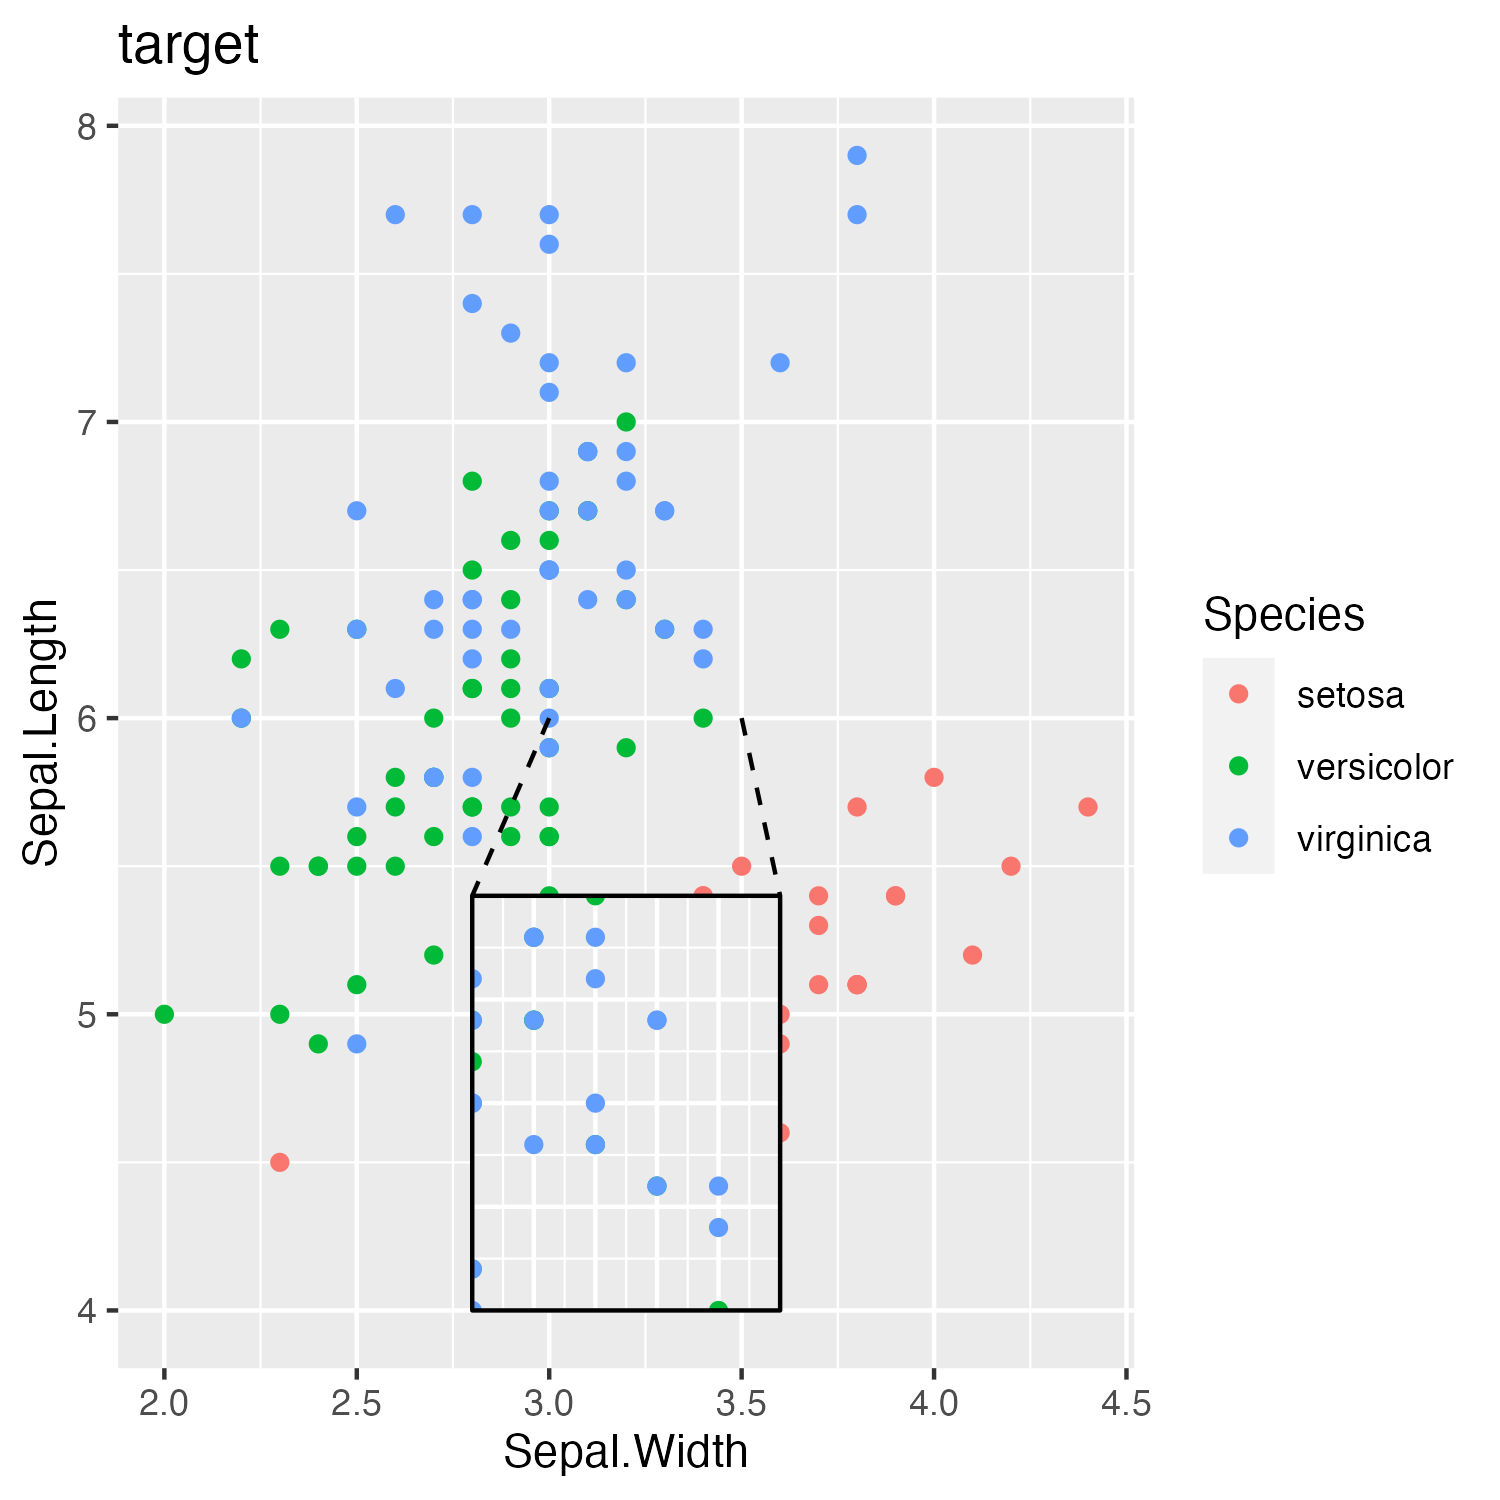 target
8
7
6
5
4
Sepal.Length
2.0 2.5 3.0 3.5 4.0 4.5
Sepal.Width
Species
setosa
versicolor
virginica